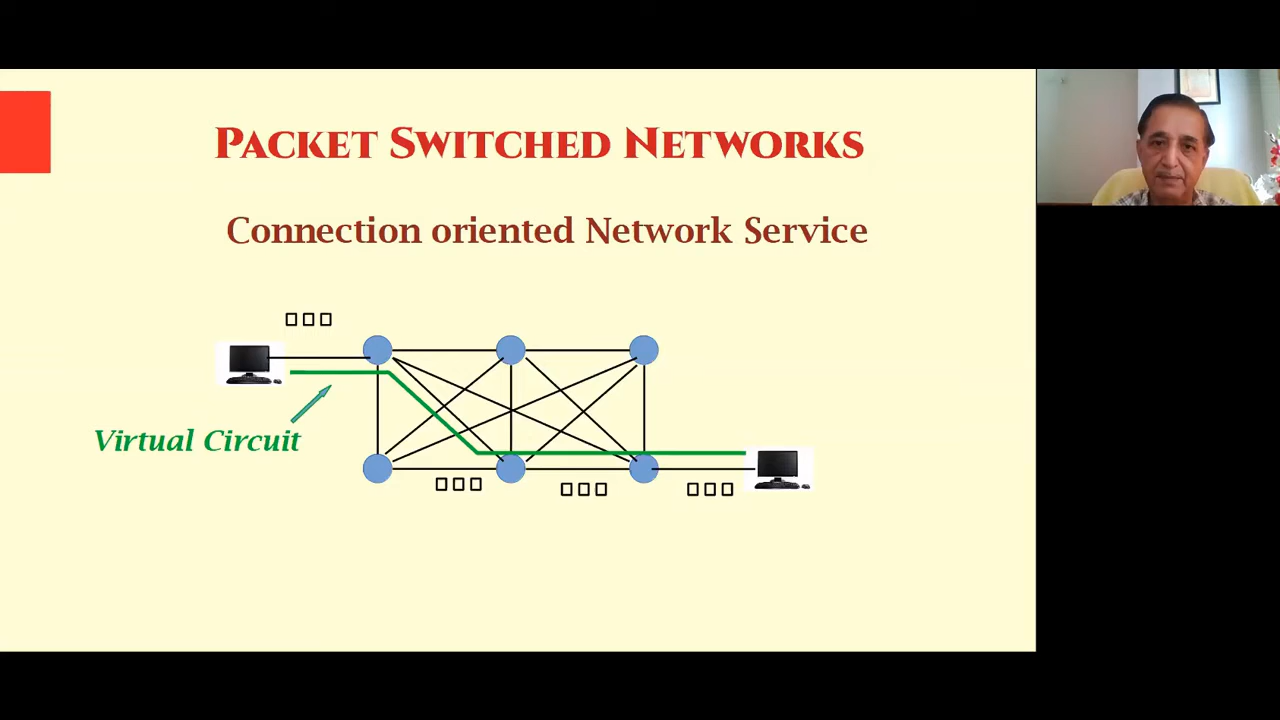 Packet Switched Networks
Connection oriented Network Service
Virtual Circuit